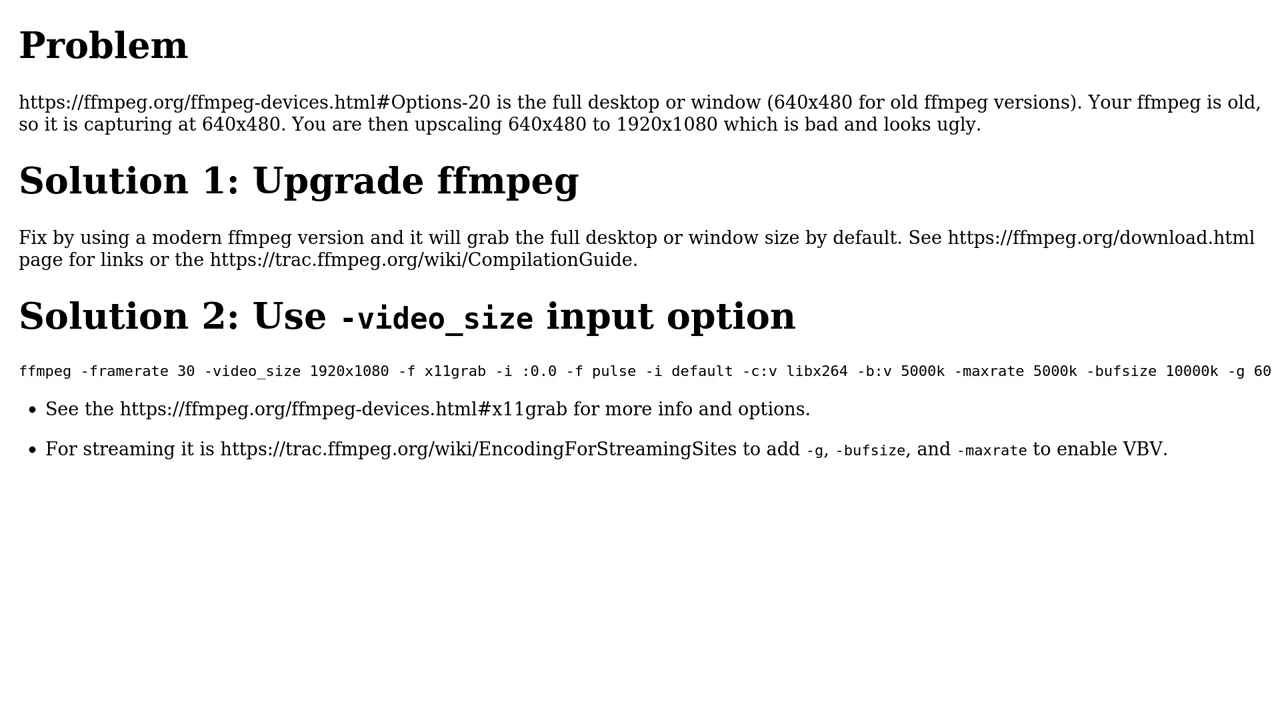 Problem
https://ffmpeg.org/ffmpeg-devices.html#Options-20 is the full desktop or window (640x480 for old ffmpeg versions). Your ffmpeg is old,
so it is capturing at 640x480. You are then upscaling 640x480 to 1920x1080 which is bad and looks ugly.
Solution 1: Upgrade ffmpeg
Fix by using a modern ffmpeg version and it will grab the full desktop or window size by default. See https://ffmpeg.org/download.html
page for links or the https://trac.ffmpeg.org/wiki/CompilationGuide.
Solution 2: Use -video_size input option
ffmpeg -framerate 30 -video_size 1920x1080 -f x11grab -i :0.0 -f pulse -i default -c:v libx264 -b:v 5000k -maxrate 5000k -bufsize 10000k -g 60
• See the https://ffmpeg.org/ffmpeg-devices.html#x11grab for more info and options.
• For streaming it is https://trac.ffmpeg.org/wiki/EncodingForStreamingSites to add -g, -bufsize, and -maxrate to enable VBV.